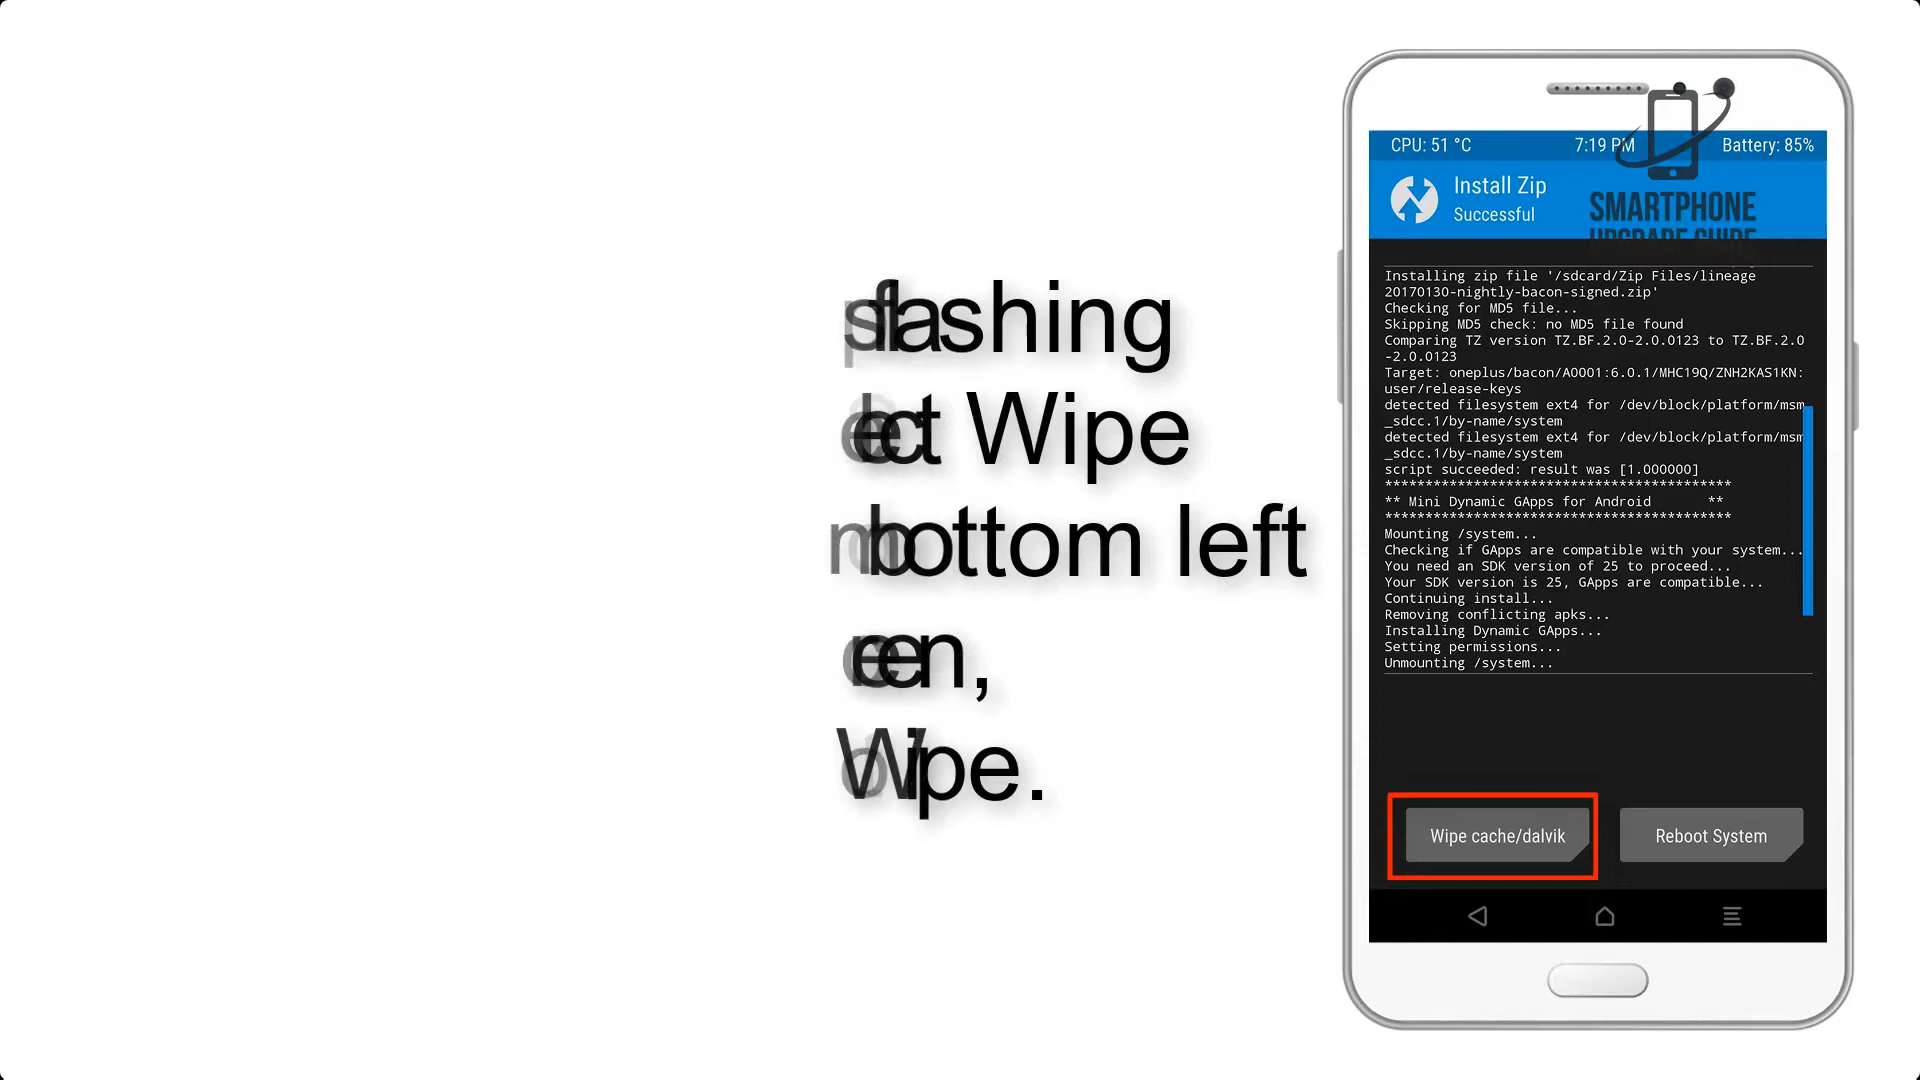 flashing
ct Wipe
bottom left
en,
Wipe.
CPU: 51 °C
7:19 PM
Battery: 85%
Install Zip
Successful
SMARTPHONE
UPGRADE GUIDE
Installing zip file '/sdcard/Zip Files/lineage
20170130-nightly-bacon-signed.zip'
Checking for MD5 file...
Skipping MD5 check: no MD5 file found
Comparing TZ version TZ.BF.2.0-2.0.0123 to TZ.BF.2.0
-2.0.0123
Target: oneplus/bacon/A0001:6.0.1/MHC19Q/ZNH2KAS1KN:
user/release-keys
detected filesystem ext4 for /dev/block/platform/msm
_sdcc.1/by-name/system
detected filesystem ext4 for /dev/block/platform/msm
_sdcc.1/by-name/system
script succeeded: result was [1.000000]
*******************************************
** Mini Dynamic GApps for Android       **
*******************************************
Mounting /system...
Checking if GApps are compatible with your system...
You need an SDK version of 25 to proceed...
Your SDK version is 25, GApps are compatible...
Continuing install...
Removing conflicting apks...
Installing Dynamic GApps...
Setting permissions...
Unmounting /system...
Wipe cache/dalvik
Reboot System